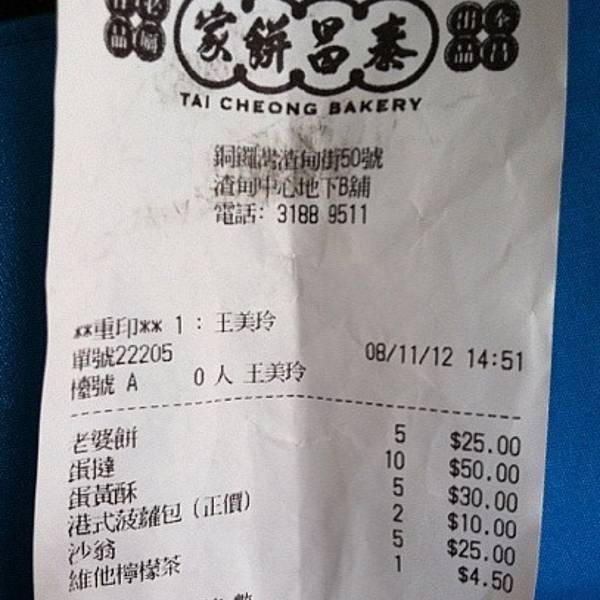 家餅昌泰
TAI CHEONG BAKERY
銅鑼灣渣甸街50號
渣甸中心地下B舖
電話: 3188 9511
**重印** 1 : 王美玲
單號22205 08/11/12 14:51
檯號 A 0 人 王美玲
老婆餅 5 $25.00
蛋撻 10 $50.00
蛋黃酥 5 $30.00
港式菠蘿包 (正價) 2 $10.00
沙翁 5 $25.00
維他檸檬茶 1 $4.50